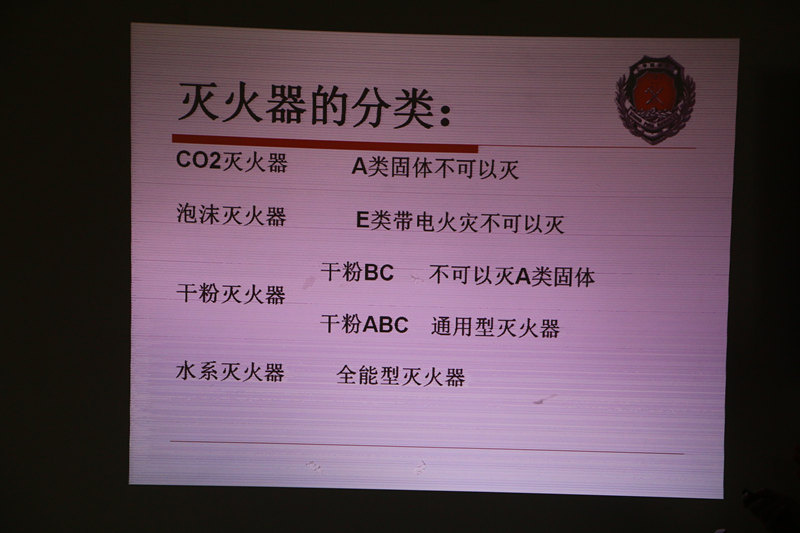 灭火器的分类：
CO2灭火器 A类固体不可以灭
泡沫灭火器 E类带电火灾不可以灭
干粉灭火器
干粉BC 不可以灭A类固体
干粉ABC 通用型灭火器
水系灭火器 全能型灭火器